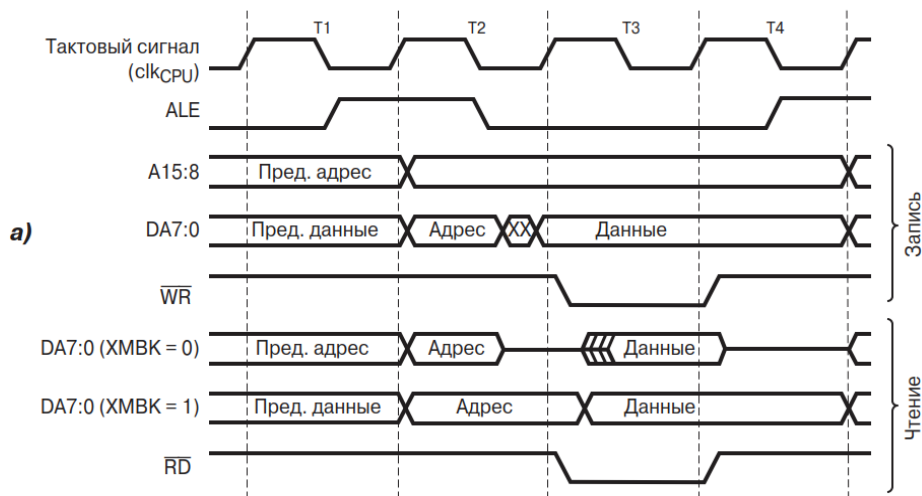 T1 T2 T3 T4
Тактовый сигнал
(clkCPU)
ALE
A15:8 Пред. адрес
а) DA7:0 Пред. данные Адрес XX Данные
WR
Запись
DA7:0 (XMBK = 0) Пред. адрес Адрес Данные
DA7:0 (XMBK = 1) Пред. данные Адрес Данные
RD
Чтение